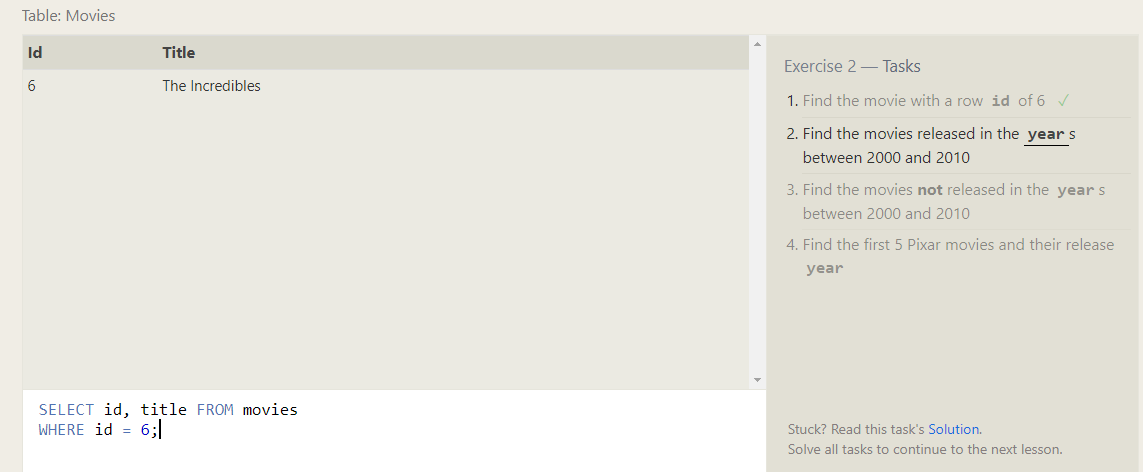 Table: Movies
Id Title
6 The Incredibles
SELECT id, title FROM movies
WHERE id = 6;
Exercise 2 — Tasks
1. Find the movie with a row id of 6 ✓
2. Find the movies released in the year s
between 2000 and 2010
3. Find the movies not released in the year s
between 2000 and 2010
4. Find the first 5 Pixar movies and their release
year
Stuck? Read this task's Solution.
Solve all tasks to continue to the next lesson.